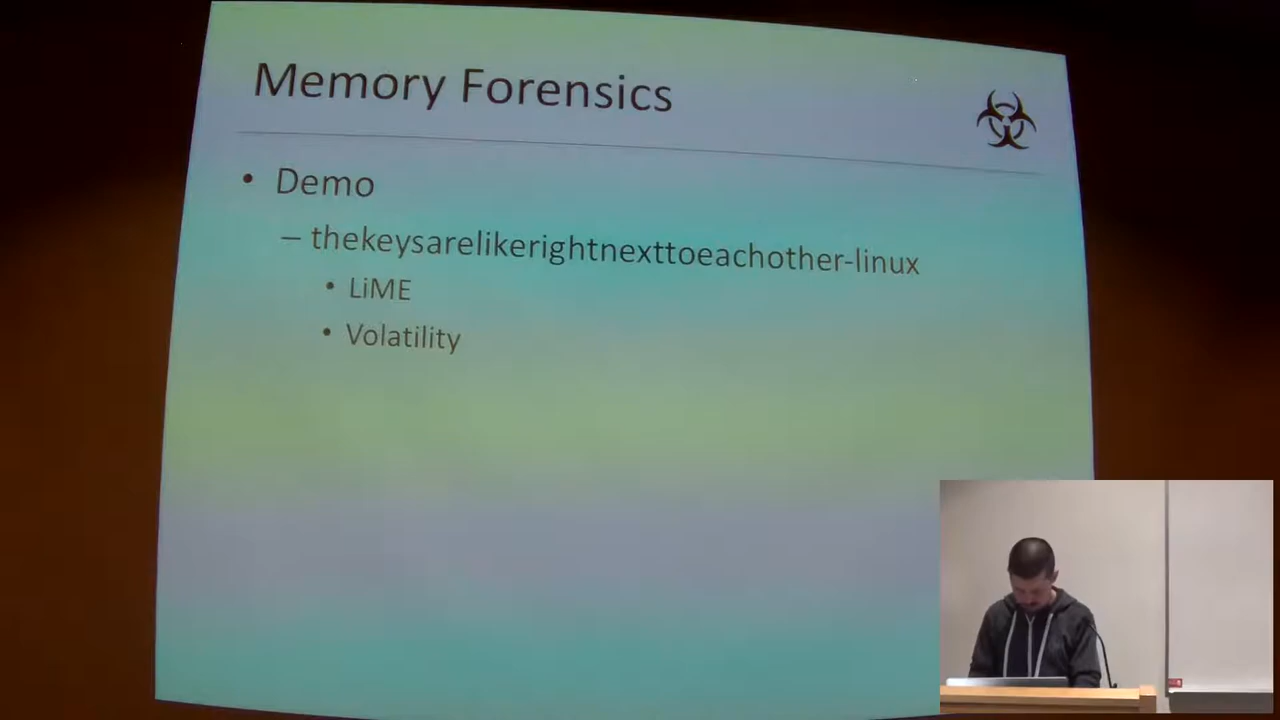 Memory Forensics
• Demo
– thekeysarelikerightnexttoeachother-linux
• LiME
• Volatility